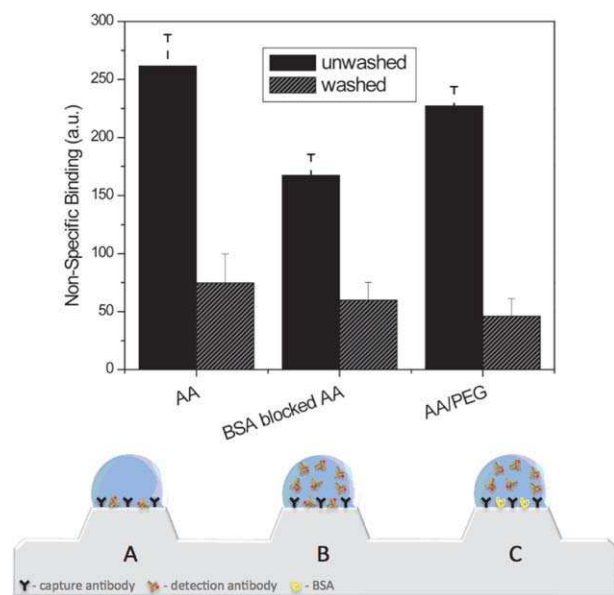 300
250
200
150
100
50
0
Non-Specific Binding (a.u.)
unwashed
washed
AA
BSA blocked AA
AA/PEG
A B C
- capture antibody - detection antibody - BSA